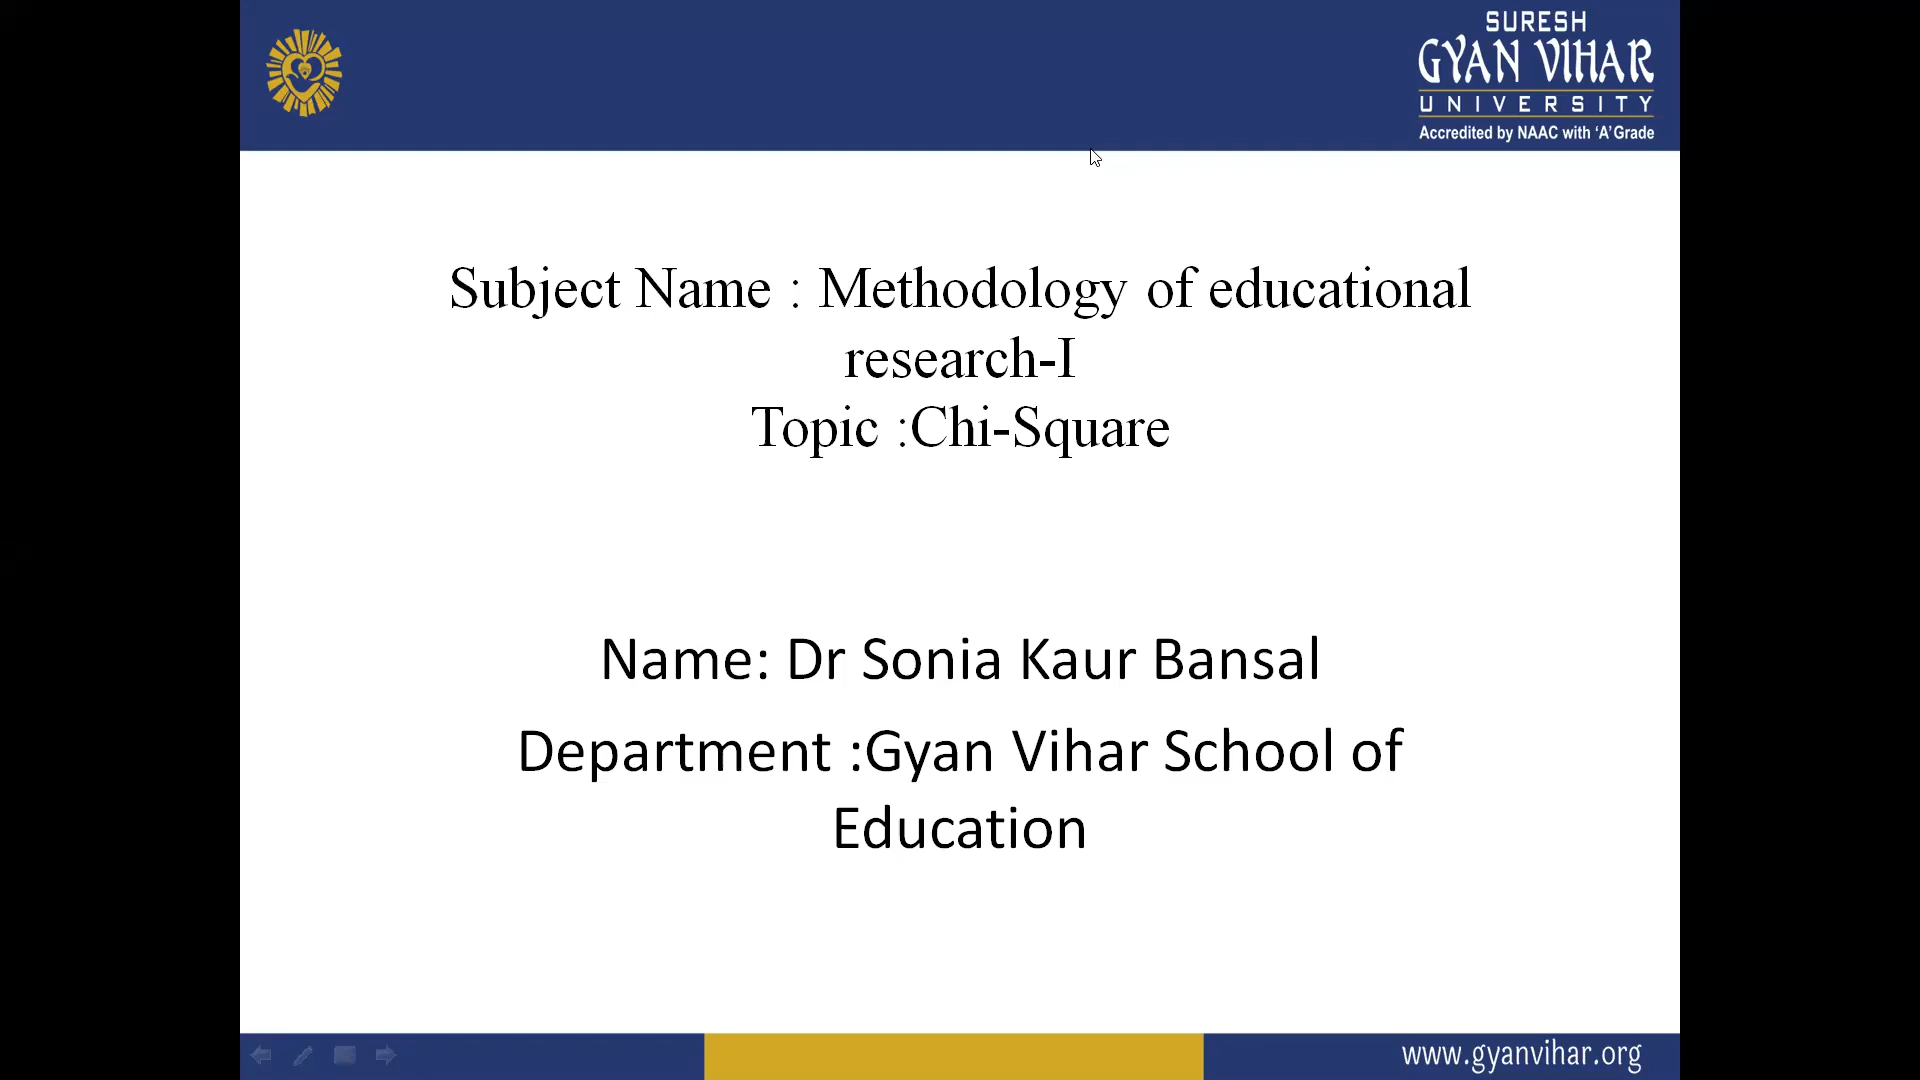 SURESH
GYAN VIHAR
UNIVERSITY
Accredited by NAAC with 'A' Grade
Subject Name : Methodology of educational
research-I
Topic :Chi-Square
Name: Dr Sonia Kaur Bansal
Department :Gyan Vihar School of
Education
www.gyanvihar.org